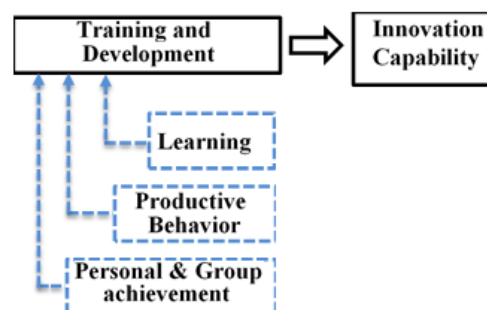 Training and
Development
Innovation
Capability
Learning
Productive
Behavior
Personal & Group
achievement